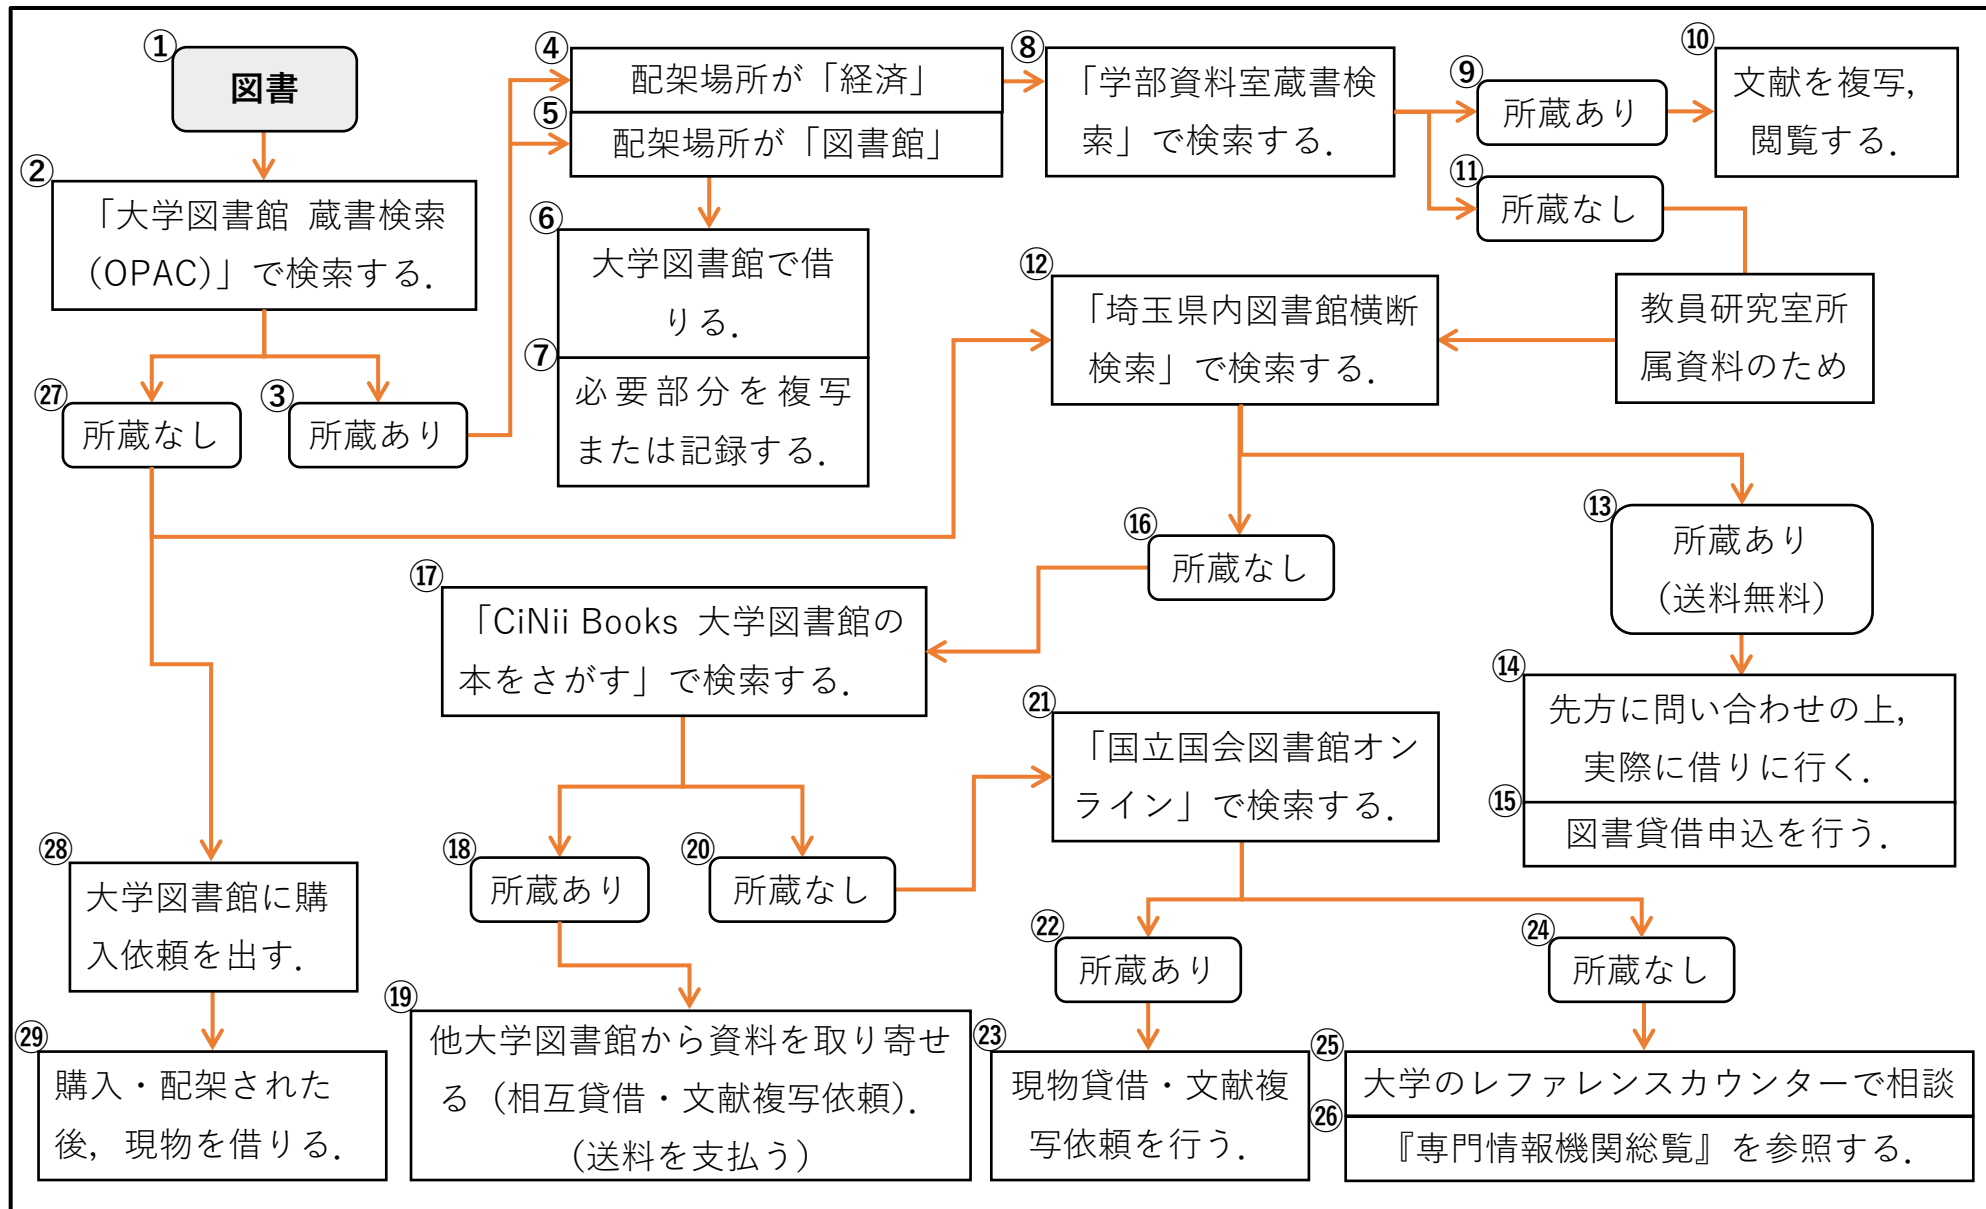 ①
図書
②
「大学図書館 蔵書検索
(OPAC)」で検索する.
③
所蔵あり
④
配架場所が「経済」
⑤
配架場所が「図書館」
⑥
大学図書館で借
りる.
⑦
必要部分を複写
または記録する.
⑧
「学部資料室蔵書検
索」で検索する.
⑨
所蔵あり
⑩
文献を複写,
閲覧する.
⑪
所蔵なし
教員研究室所
属資料のため
⑫
「埼玉県内図書館横断
検索」で検索する.
⑬
所蔵あり
(送料無料)
⑭
先方に問い合わせの上,
実際に借りに行く.
⑮
図書貸借申込を行う.
⑯
所蔵なし
⑰
「CiNii Books 大学図書館の
本をさがす」で検索する.
⑱
所蔵あり
⑲
他大学図書館から資料を取り寄せ
る(相互貸借・文献複写依頼).
(送料を支払う)
⑳
所蔵なし
㉑
「国立国会図書館オン
ライン」で検索する.
㉒
所蔵あり
㉓
現物貸借・文献複
写依頼を行う.
㉔
所蔵なし
㉕
大学のレファレンスカウンターで相談
㉖
『専門情報機関総覧』を参照する.
㉗
所蔵なし
㉘
大学図書館に購
入依頼を出す.
㉙
購入・配架された
後,現物を借りる.